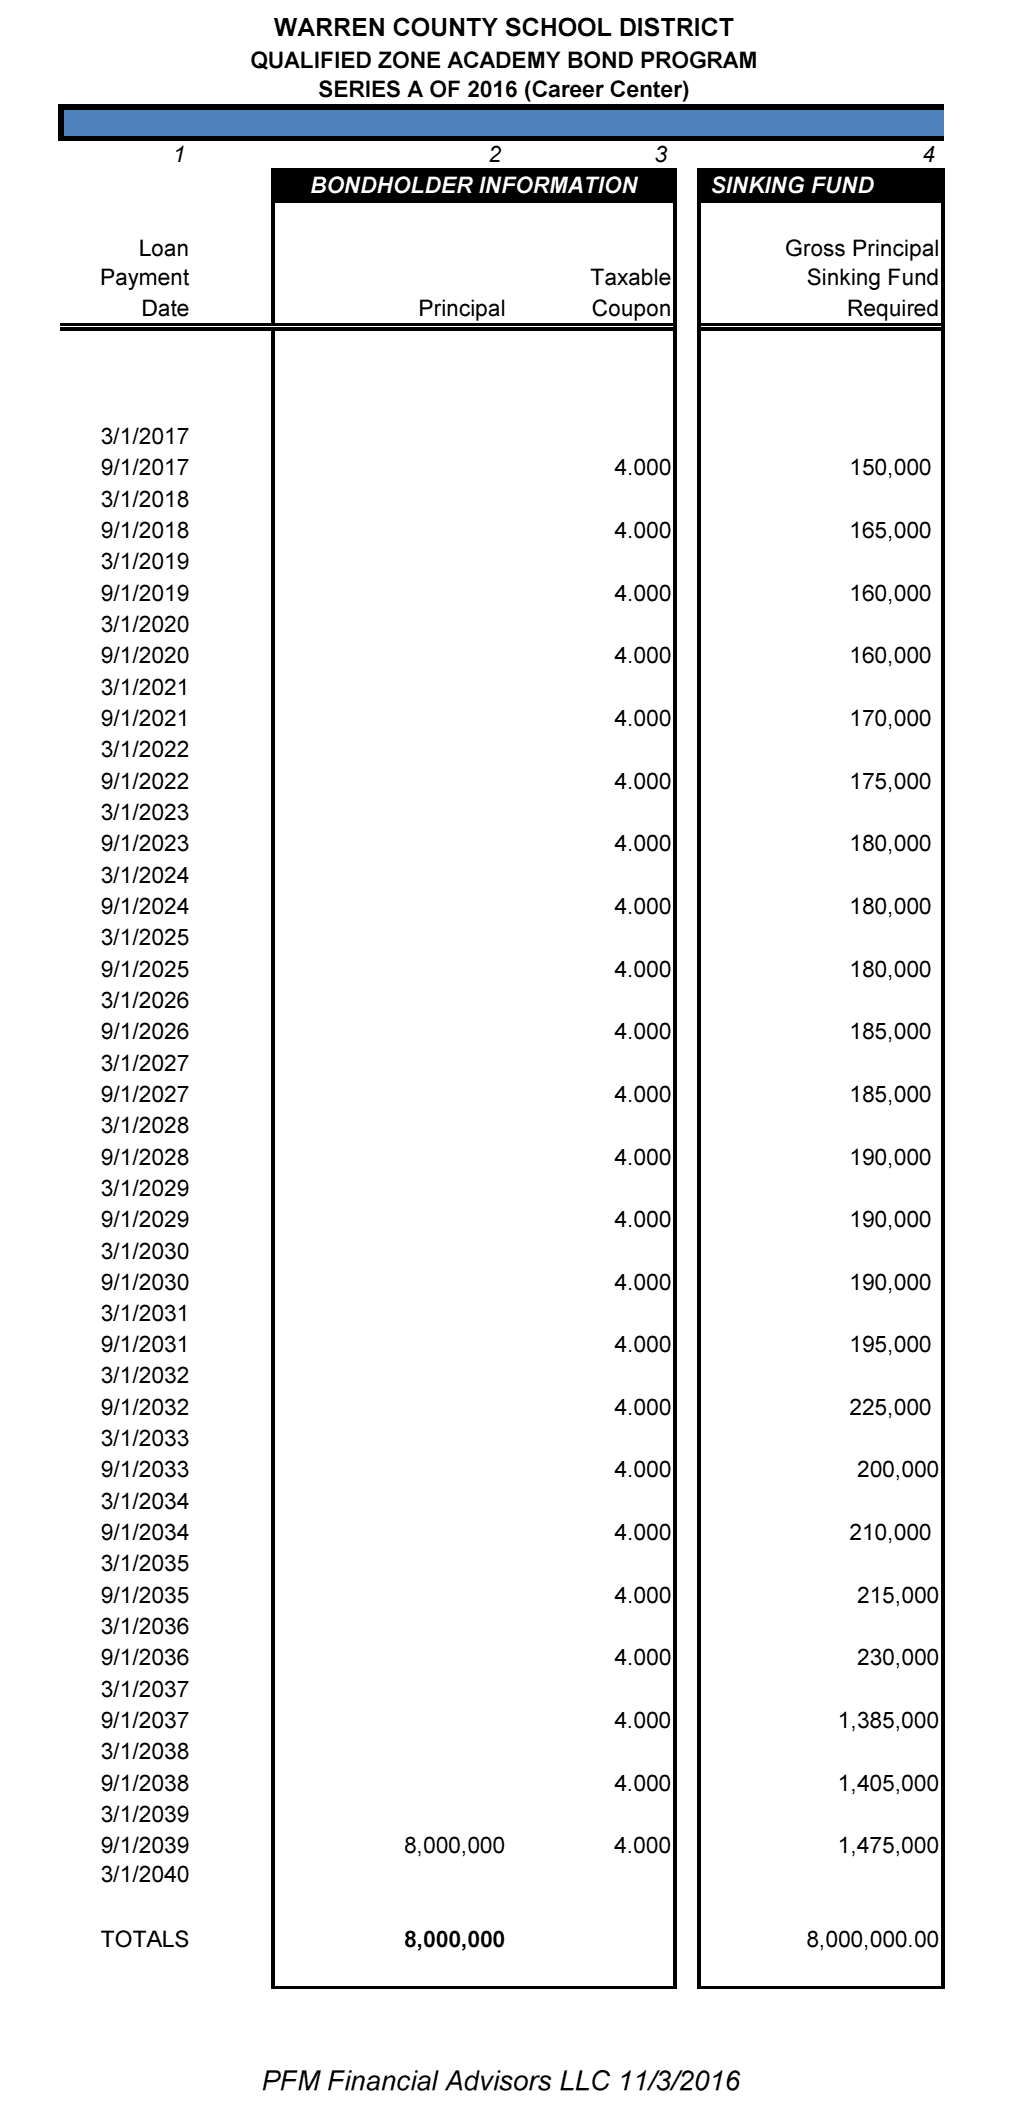 WARREN COUNTY SCHOOL DISTRICT
QUALIFIED ZONE ACADEMY BOND PROGRAM
SERIES A OF 2016 (Career Center)
1 2 3 4
BONDHOLDER INFORMATION SINKING FUND
Loan Gross Principal
Payment Taxable Sinking Fund
Date Principal Coupon Required
3/1/2017
9/1/2017 4.000 150,000
3/1/2018
9/1/2018 4.000 165,000
3/1/2019
9/1/2019 4.000 160,000
3/1/2020
9/1/2020 4.000 160,000
3/1/2021
9/1/2021 4.000 170,000
3/1/2022
9/1/2022 4.000 175,000
3/1/2023
9/1/2023 4.000 180,000
3/1/2024
9/1/2024 4.000 180,000
3/1/2025
9/1/2025 4.000 180,000
3/1/2026
9/1/2026 4.000 185,000
3/1/2027
9/1/2027 4.000 185,000
3/1/2028
9/1/2028 4.000 190,000
3/1/2029
9/1/2029 4.000 190,000
3/1/2030
9/1/2030 4.000 190,000
3/1/2031
9/1/2031 4.000 195,000
3/1/2032
9/1/2032 4.000 225,000
3/1/2033
9/1/2033 4.000 200,000
3/1/2034
9/1/2034 4.000 210,000
3/1/2035
9/1/2035 4.000 215,000
3/1/2036
9/1/2036 4.000 230,000
3/1/2037
9/1/2037 4.000 1,385,000
3/1/2038
9/1/2038 4.000 1,405,000
3/1/2039
9/1/2039 8,000,000 4.000 1,475,000
3/1/2040
TOTALS 8,000,000 8,000,000.00
PFM Financial Advisors LLC 11/3/2016